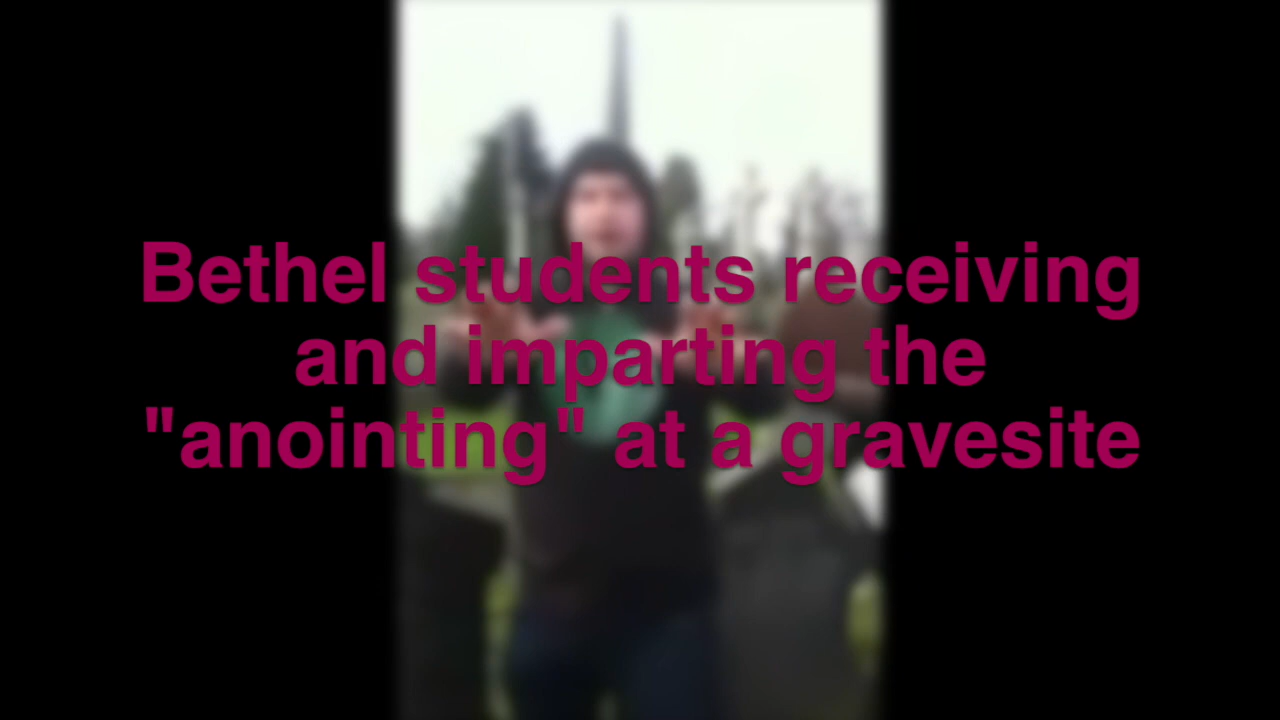 Bethel students receiving
and imparting the
"anointing" at a gravesite